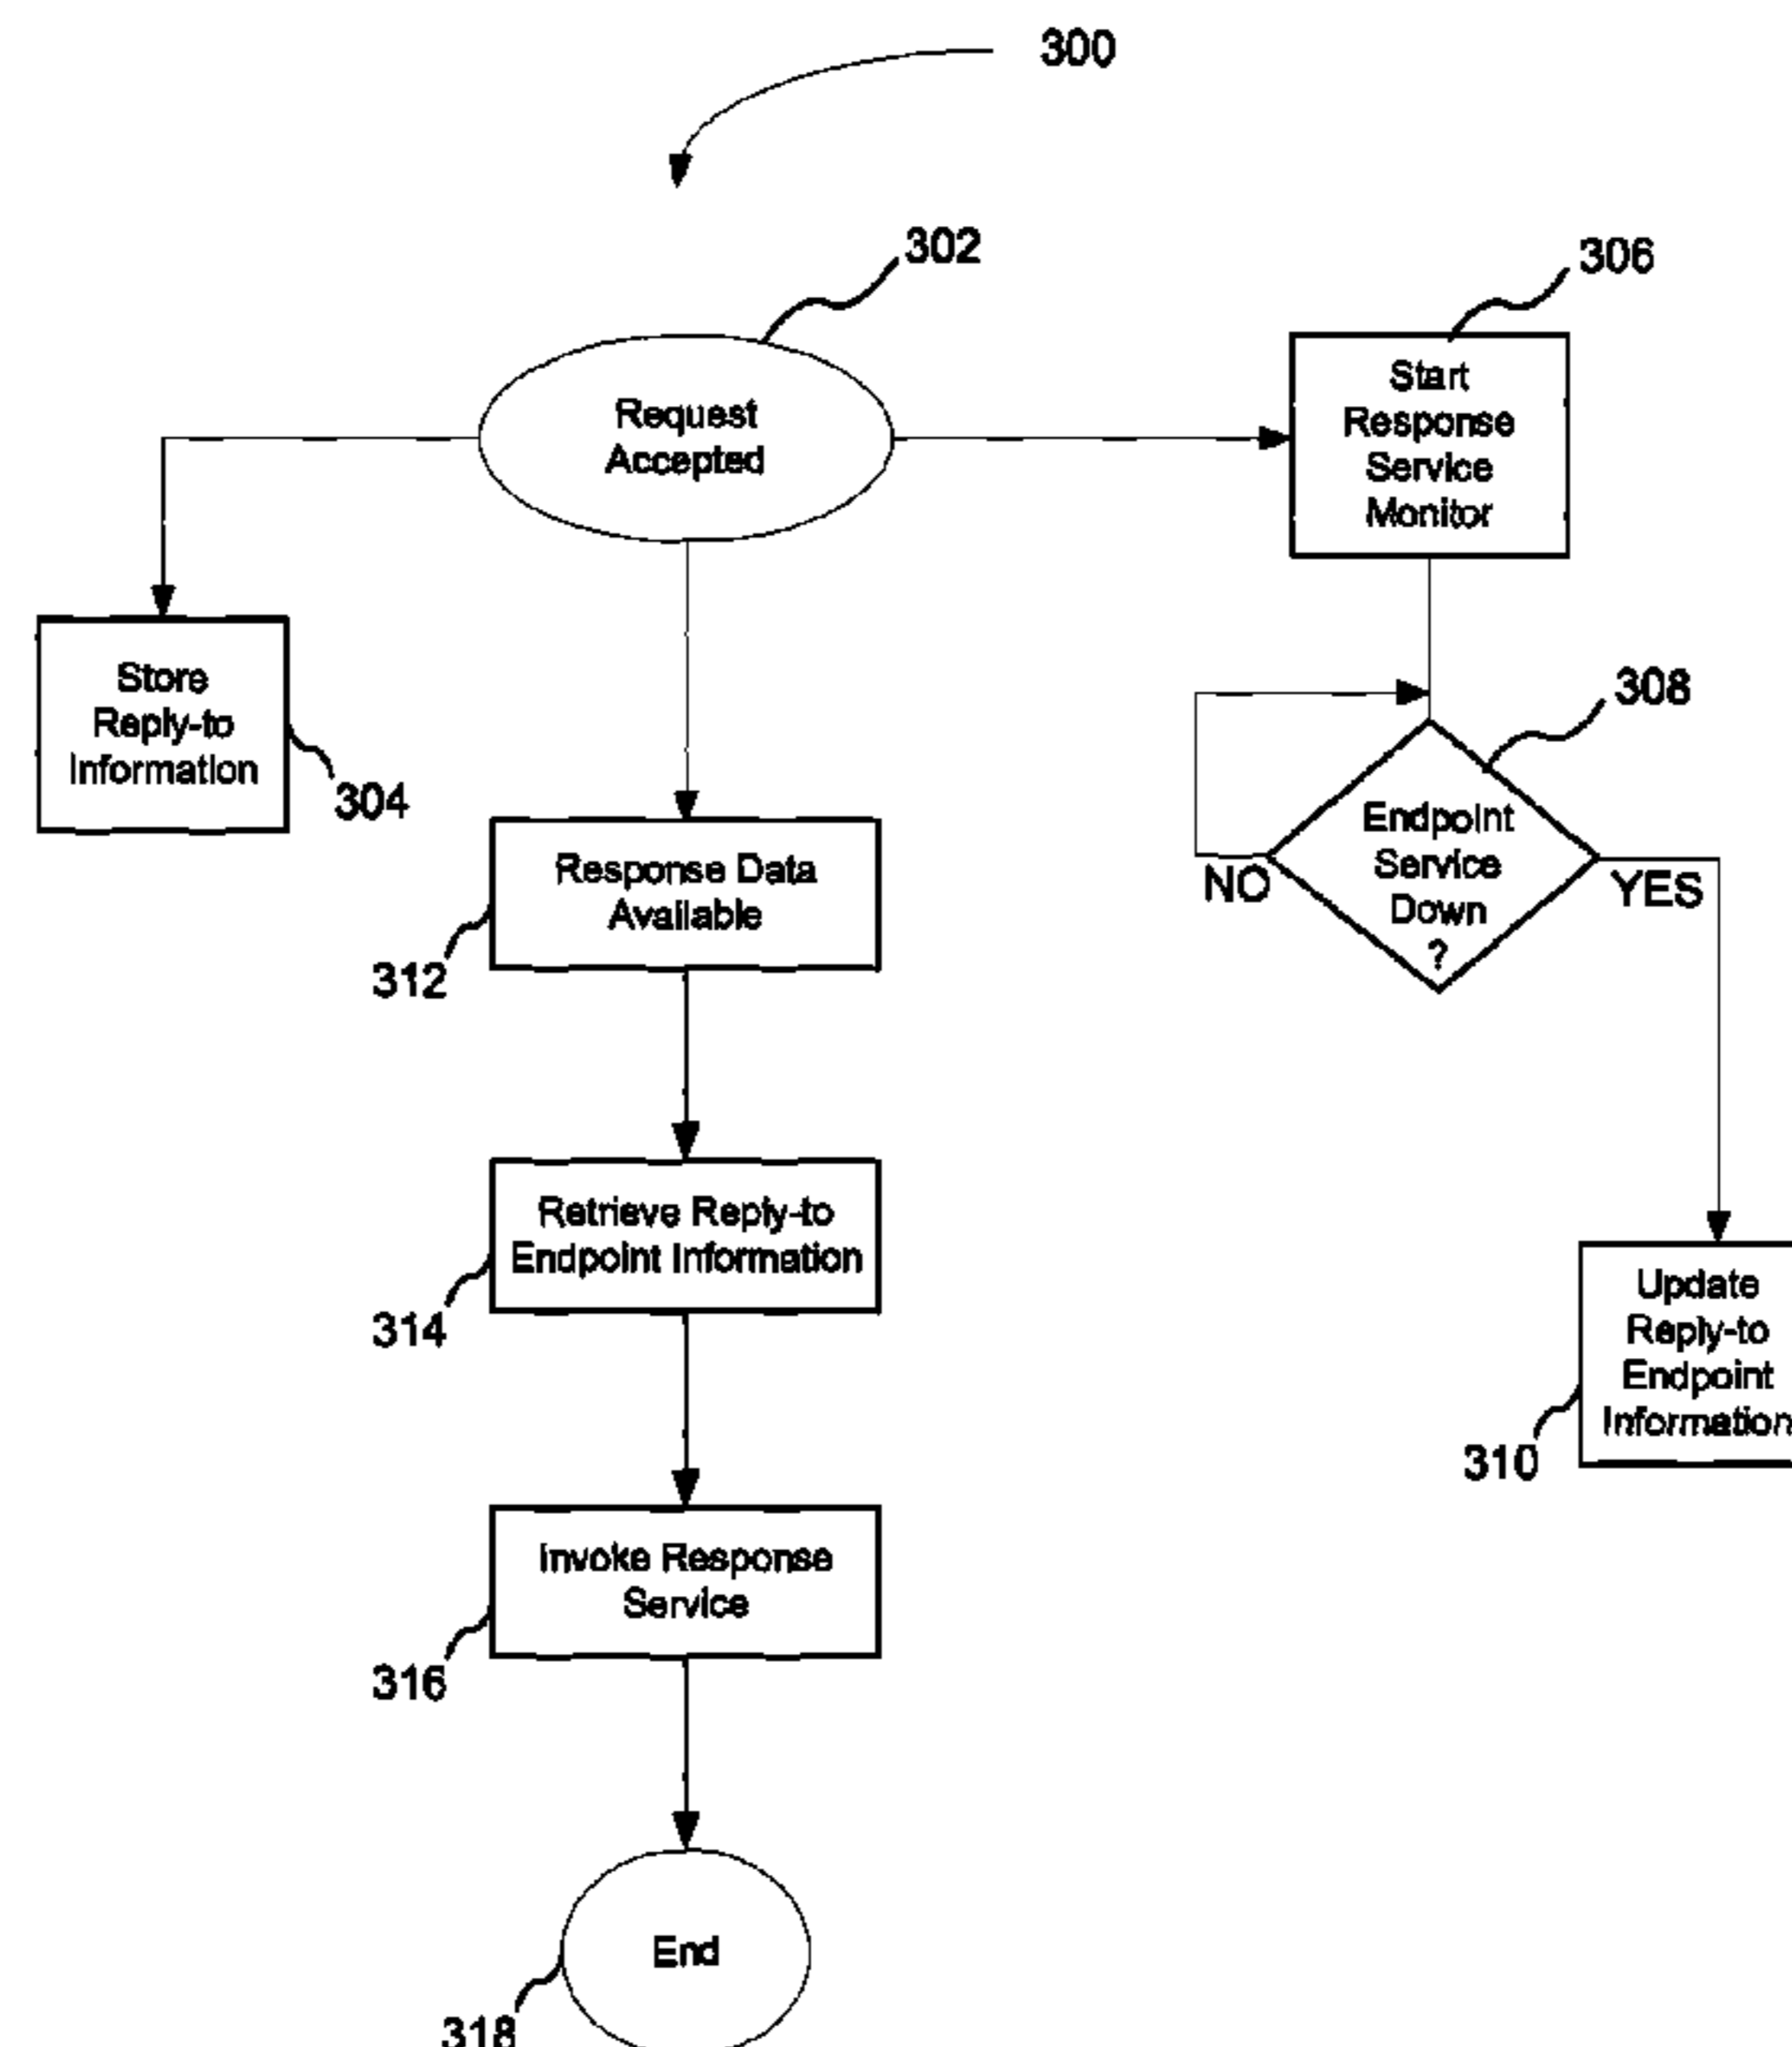 300
302
306
Request
Accepted
Start
Response
Service
Monitor
Store
Reply-to
Information
304
308
Endpoint
Service
Down
?
NO
YES
Response Data
Available
312
Retrieve Reply-to
Endpoint Information
314
Update
Reply-to
Endpoint
Information
310
Invoke Response
Service
316
End
318